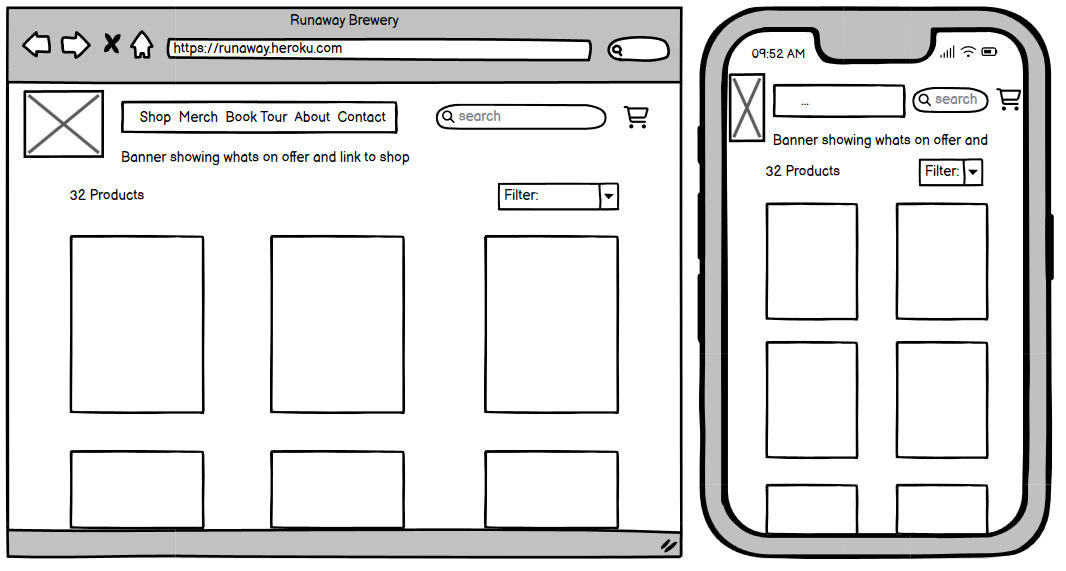 Runaway Brewery
https://runaway.heroku.com
Shop Merch Book Tour About Contact
search
Banner showing whats on offer and link to shop
32 Products
Filter:
09:52 AM
...
search
Banner showing whats on offer and
32 Products
Filter: